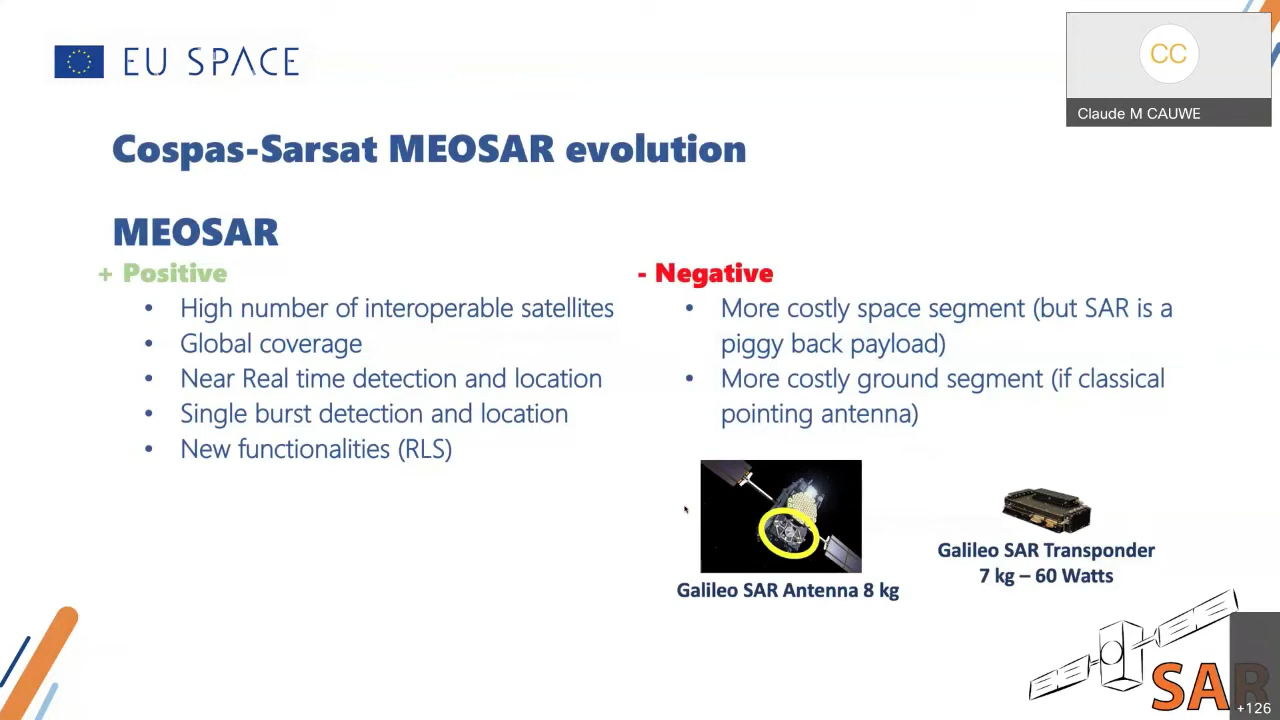 EU SPACE
CC
Claude M CAUWE
Cospas-Sarsat MEOSAR evolution
MEOSAR
+ Positive
• High number of interoperable satellites
• Global coverage
• Near Real time detection and location
• Single burst detection and location
• New functionalities (RLS)
- Negative
• More costly space segment (but SAR is a
piggy back payload)
• More costly ground segment (if classical
pointing antenna)
Galileo SAR Antenna 8 kg
Galileo SAR Transponder
7 kg – 60 Watts
SAR
+126